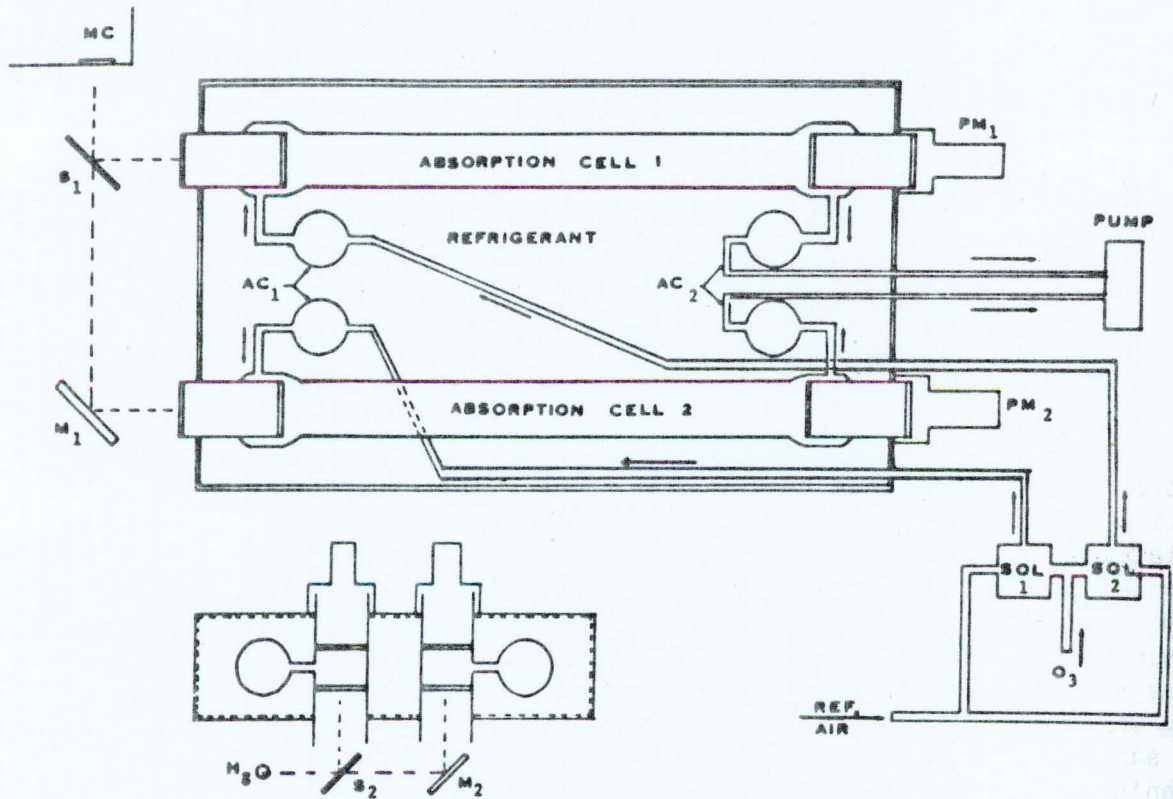 MC
S1
ABSORPTION CELL 1
PM1
REFRIGERANT
PUMP
AC1
AC2
M1
ABSORPTION CELL 2
PM2
SOL 1
SOL 2
O3
REF. AIR
Hg
S2
M2